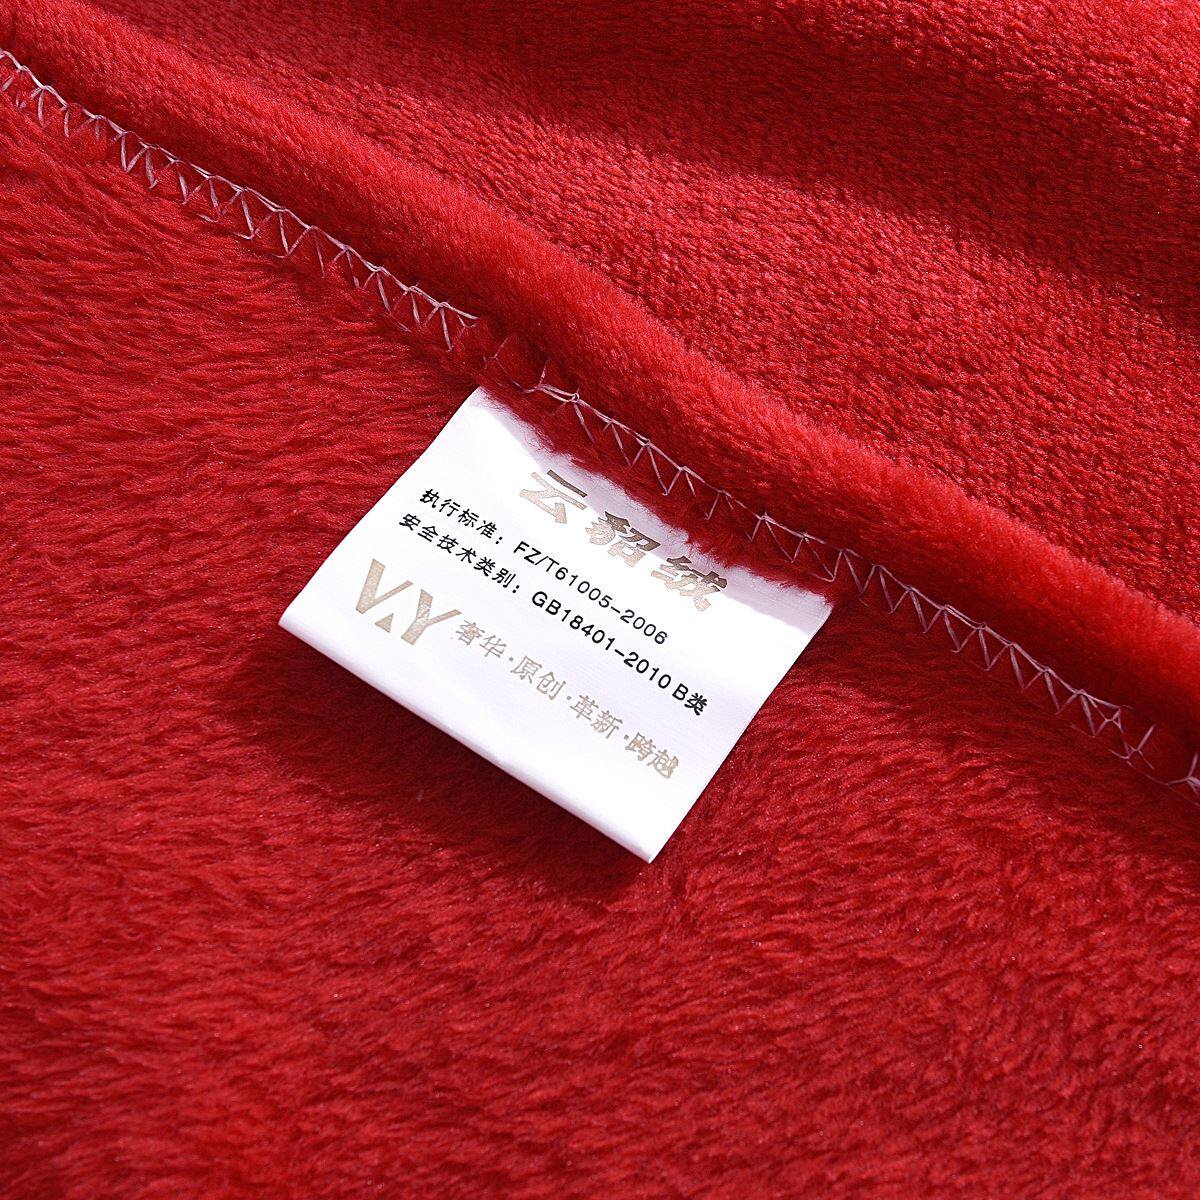 云貂绒
执行标准：FZ/T61005-2006
安全技术类别：GB18401-2010 B类
奢华·原创·革新·跨越